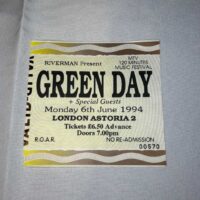 RIVERMAN Present
MTV
120 MINUTES
MUSIC FESTIVAL
GREEN DAY
+ Special Guests
Monday 6th June 1994
LONDON ASTORIA 2
Tickets £6.50 Advance
Doors 7.00pm
R.O.A.R.
NO RE-ADMISSION
00570